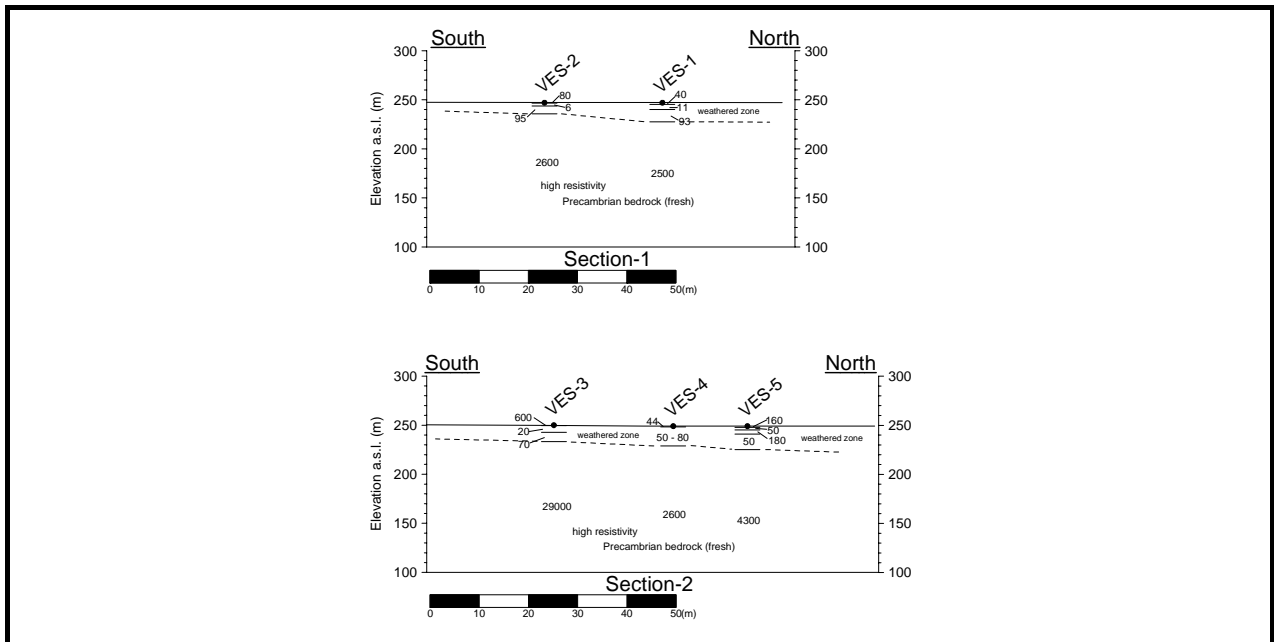 South North
300 300
VES-2 VES-1
80 40
250 250
6 11 weathered zone
95 93
200 200
Elevation a.s.l. (m)
2600 2500
high resistivity
150 150
Precambrian bedrock (fresh)
100 100
Section-1
0 10 20 30 40 50(m)
South North
300 300
VES-3 VES-4 VES-5
600 44 160
250 250
20 weathered zone 50 - 80 50 weathered zone
70 50 180
200 200
Elevation a.s.l. (m)
29000 2600 4300
150 150
high resistivity
Precambrian bedrock (fresh)
100 100
Section-2
0 10 20 30 40 50(m)